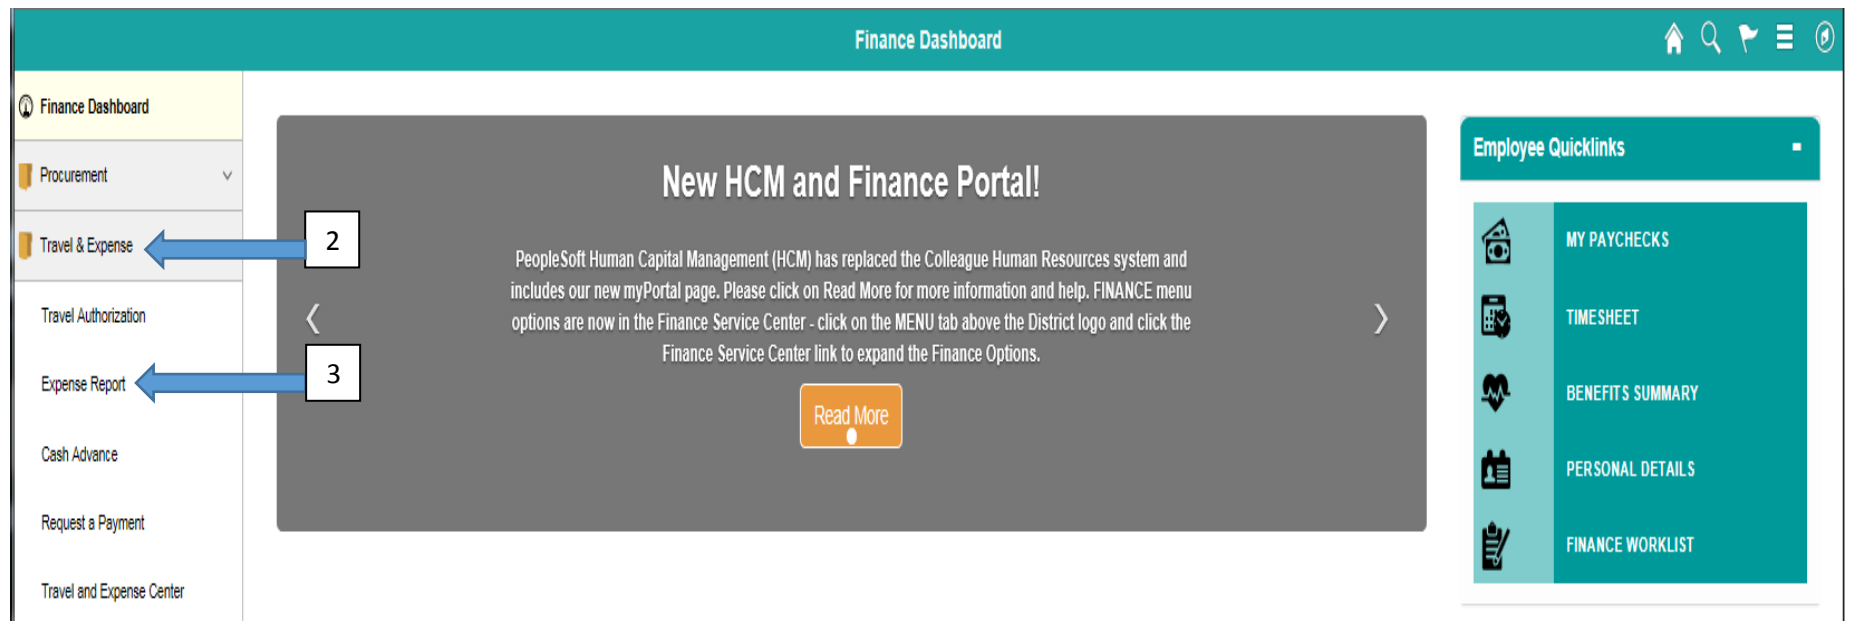 Finance Dashboard
Finance Dashboard
Procurement
Travel & Expense
2
Travel Authorization
Expense Report
3
Cash Advance
Request a Payment
Travel and Expense Center
New HCM and Finance Portal!
PeopleSoft Human Capital Management (HCM) has replaced the Colleague Human Resources system and
includes our new myPortal page. Please click on Read More for more information and help. FINANCE menu
options are now in the Finance Service Center - click on the MENU tab above the District logo and click the
Finance Service Center link to expand the Finance Options.
Read More
Employee Quicklinks
MY PAYCHECKS
TIMESHEET
BENEFITS SUMMARY
PERSONAL DETAILS
FINANCE WORKLIST